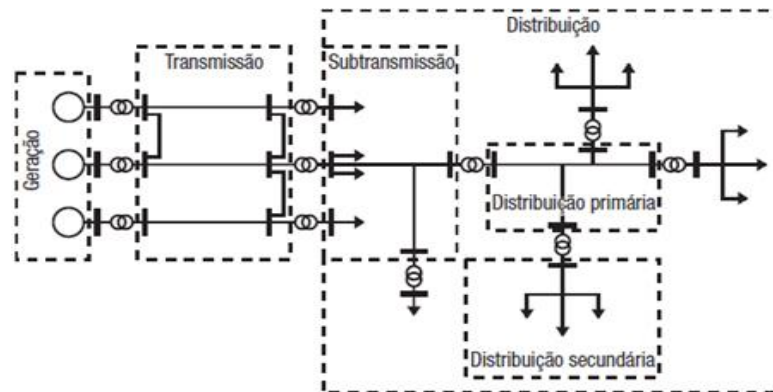 Distribuição
Transmissão
Subtransmissão
Geração
Distribuição primária
Distribuição secundária